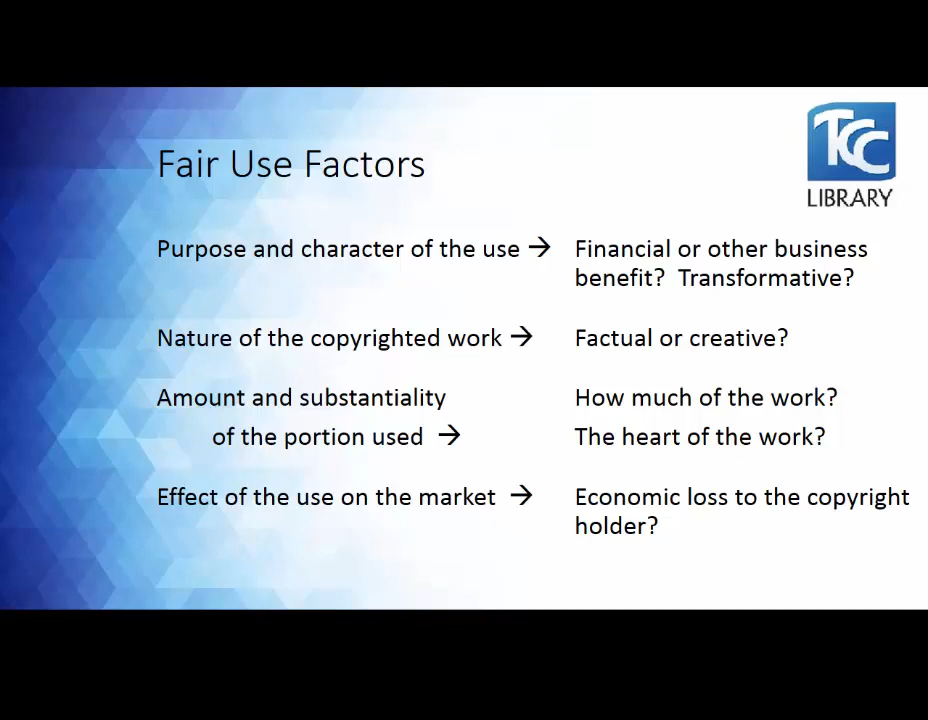 Fair Use Factors
TCC
LIBRARY
Purpose and character of the use → Financial or other business
benefit? Transformative?
Nature of the copyrighted work → Factual or creative?
Amount and substantiality How much of the work?
of the portion used → The heart of the work?
Effect of the use on the market → Economic loss to the copyright
holder?